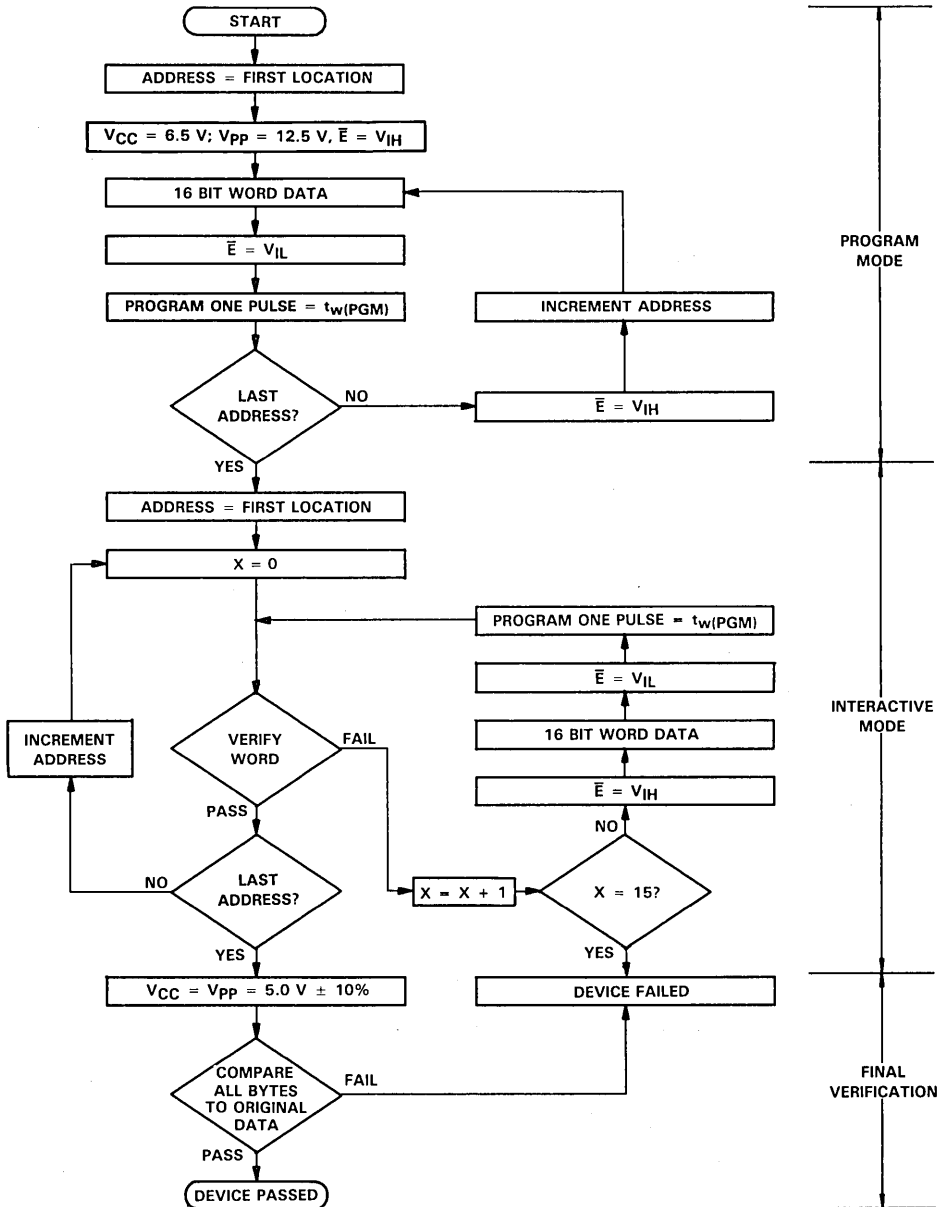 START
ADDRESS = FIRST LOCATION
VCC = 6.5 V; VPP = 12.5 V, E̅ = VIH
16 BIT WORD DATA
E̅ = VIL
PROGRAM ONE PULSE = tw(PGM)
LAST
ADDRESS?
NO
E̅ = VIH
INCREMENT ADDRESS
YES
PROGRAM
MODE
ADDRESS = FIRST LOCATION
X = 0
VERIFY
WORD
FAIL
PASS
LAST
ADDRESS?
NO
INCREMENT
ADDRESS
YES
X = X + 1
X = 15?
NO
E̅ = VIH
16 BIT WORD DATA
E̅ = VIL
PROGRAM ONE PULSE = tw(PGM)
YES
INTERACTIVE
MODE
VCC = VPP = 5.0 V ± 10%
DEVICE FAILED
COMPARE
ALL BYTES
TO ORIGINAL
DATA
FAIL
PASS
DEVICE PASSED
FINAL
VERIFICATION